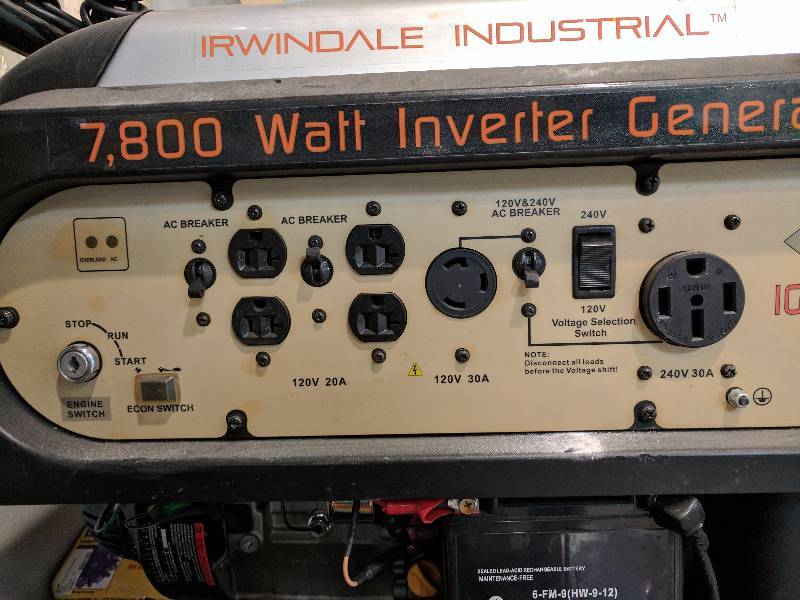 IRWINDALE INDUSTRIAL™
7,800 Watt Inverter Genera
AC BREAKER
AC BREAKER
120V&240V
AC BREAKER
240V
OVERLOAD AC
120V
Voltage Selection
Switch
STOP
RUN
START
NOTE:
Disconnect all loads
before the Voltage shift!
120V 20A
120V 30A
240V 30A
ENGINE
SWITCH
ECON SWITCH
SEALED LEAD-ACID RECHARGEABLE BATTERY
MAINTENANCE-FREE
6-FM-9(HW-9-12)